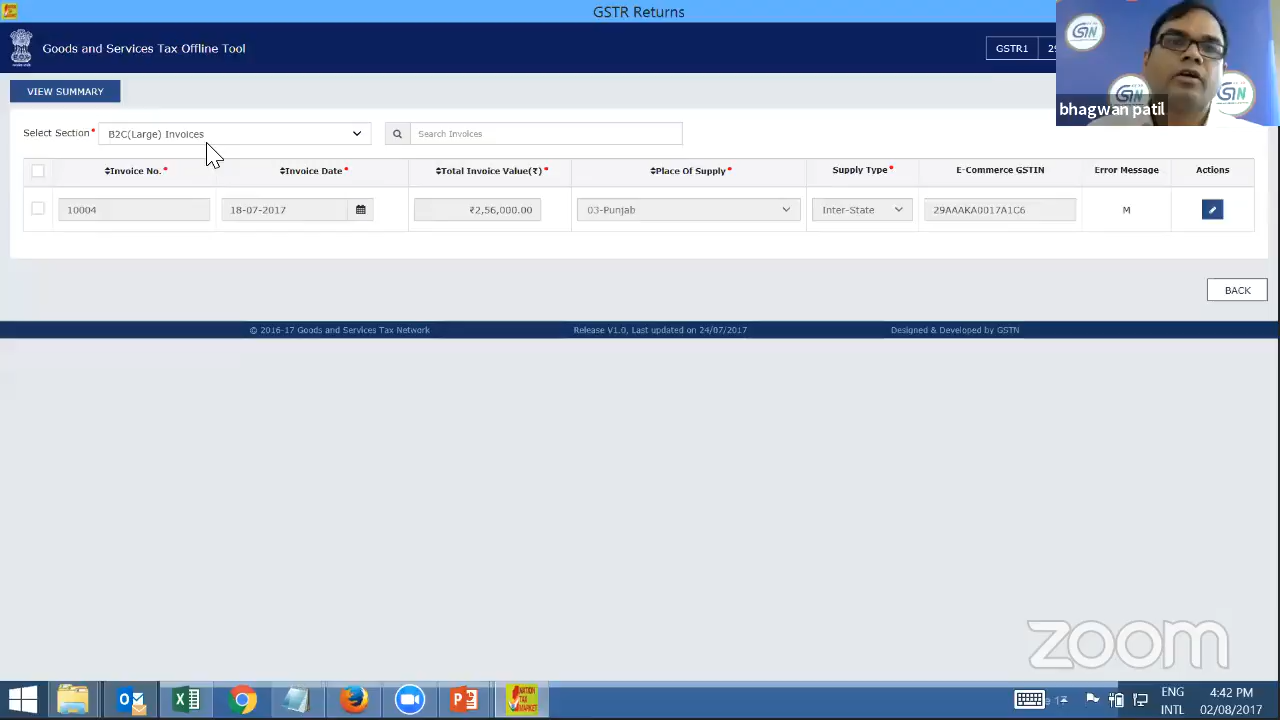 GSTR Returns
Goods and Services Tax Offline Tool
GSTR1
GSTN
bhagwan patil
VIEW SUMMARY
Select Section* B2C(Large) Invoices Search Invoices
Invoice No.* Invoice Date* Total Invoice Value(₹)* Place Of Supply* Supply Type* E-Commerce GSTIN Error Message Actions
10004 18-07-2017 ₹2,56,000.00 03-Punjab Inter-State 29AAAKA0017A1C6 M
BACK
© 2016-17 Goods and Services Tax Network Release V1.0, Last updated on 24/07/2017 Designed & Developed by GSTN
zoom
ENG 4:42 PM
INTL 02/08/2017